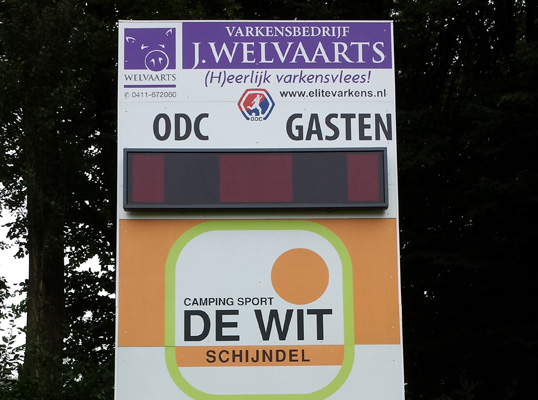 VARKENSBEDRIJF
J.WELVAARTS
WELVAARTS
(H)eerlijk varkensvlees!
✆ 0411-672060
www.elitevarkens.nl
ODC
ODC GASTEN
CAMPING SPORT
DE WIT
SCHIJNDEL